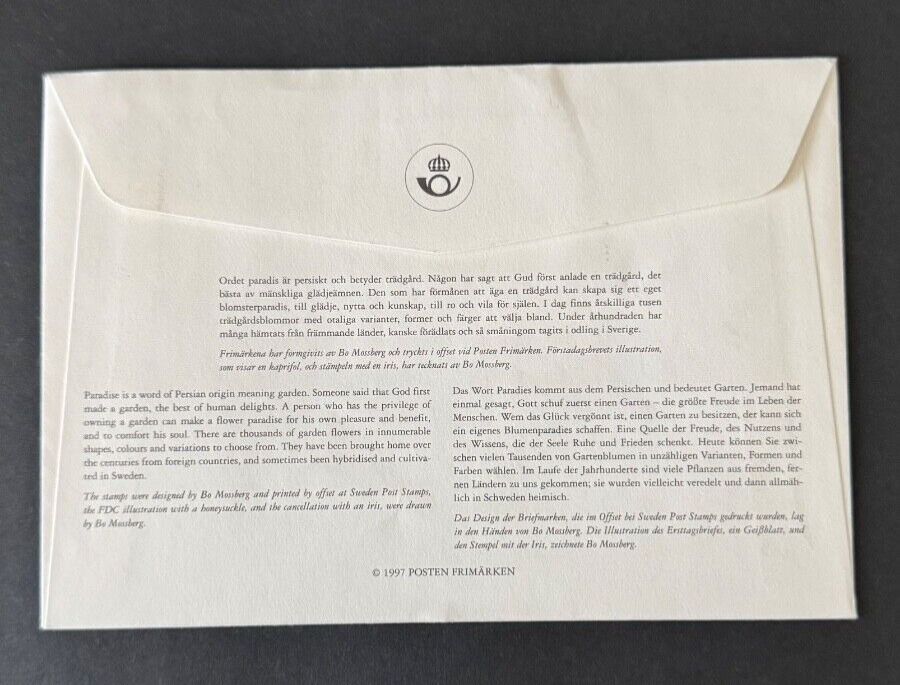 Ordet paradis är persiskt och betyder trädgård. Någon har sagt att Gud först anlade en trädgård, det
bästa av mänskliga glädjeämnen. Den som har förmånen att äga en trädgård kan skapa sig ett eget
blomsterparadis, till glädje, nytta och kunskap, till ro och vila för själen. I dag finns åtskilliga tusen
trädgårdsblommor med otaliga varianter, former och färger att välja bland. Under århundraden har
många hämtats från främmande länder, kanske förädlats och så småningom tagits i odling i Sverige.
Frimärkena har formgivits av Bo Mossberg och tryckts i offset vid Posten Frimärken. Förstadagsbrevets illustration,
som visar en kaprifol, och stämpeln med en iris, har tecknats av Bo Mossberg.
Paradise is a word of Persian origin meaning garden. Someone said that God first
made a garden, the best of human delights. A person who has the privilege of
owning a garden can make a flower paradise for his own pleasure and benefit,
and to comfort his soul. There are thousands of garden flowers in innumerable
shapes, colours and variations to choose from. They have been brought home over
the centuries from foreign countries, and sometimes been hybridised and cultiva-
ted in Sweden.
The stamps were designed by Bo Mossberg and printed by offset at Sweden Post Stamps,
the FDC illustration with a honeysuckle, and the cancellation with an iris, were drawn
by Bo Mossberg.
Das Wort Paradies kommt aus dem Persischen und bedeutet Garten. Jemand hat
einmal gesagt, Gott schuf zuerst einen Garten – die größte Freude im Leben der
Menschen. Wem das Glück vergönnt ist, einen Garten zu besitzen, der kann sich
ein eigenes Blumenparadies schaffen. Eine Quelle der Freude, des Nutzens und
des Wissens, die der Seele Ruhe und Frieden schenkt. Heute können Sie zwi-
schen vielen Tausenden von Gartenblumen in unzähligen Varianten, Formen und
Farben wählen. Im Laufe der Jahrhunderte sind viele Pflanzen aus fremden, fer-
nen Ländern zu uns gekommen; sie wurden vielleicht veredelt und dann allmäh-
lich in Schweden heimisch.
Das Design der Briefmarken, die im Offset bei Sweden Post Stamps gedruckt wurden, lag
in den Händen von Bo Mossberg. Die Illustration des Ersttagsbriefes, ein Geißblatt, und
den Stempel mit der Iris, zeichnete Bo Mossberg.
© 1997 POSTEN FRIMÄRKEN